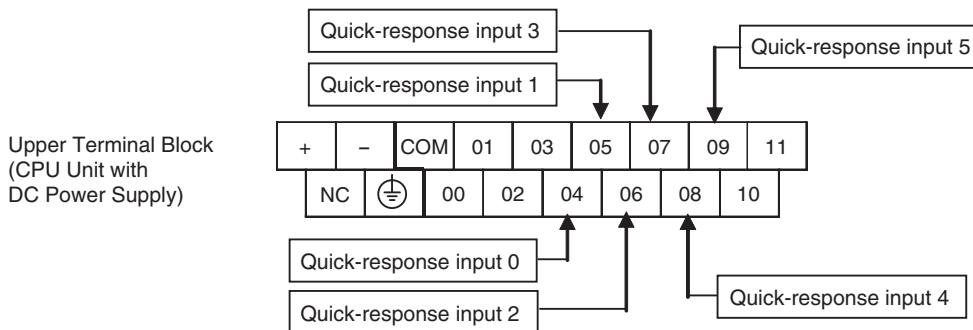 Quick-response input 3
Quick-response input 5
Quick-response input 1
Upper Terminal Block
(CPU Unit with
DC Power Supply)
+ – COM 01 03 05 07 09 11
NC 00 02 04 06 08 10
Quick-response input 0
Quick-response input 2
Quick-response input 4